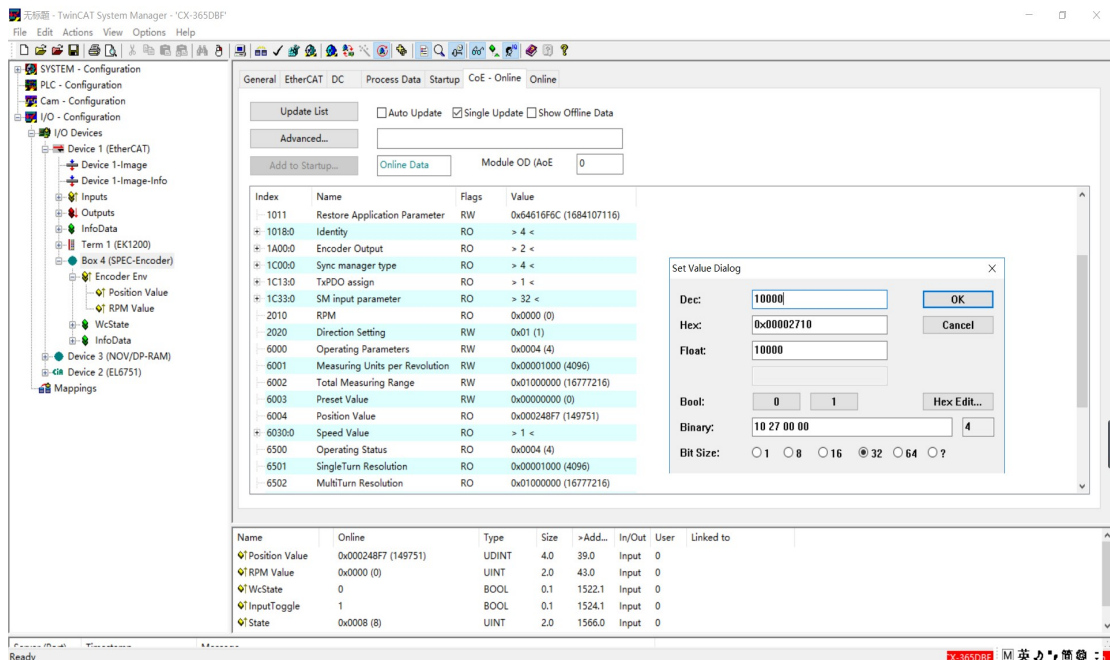 无标题 - TwinCAT System Manager - 'CX-365DBF'
File Edit Actions View Options Help
SYSTEM - Configuration
PLC - Configuration
Cam - Configuration
I/O - Configuration
I/O Devices
Device 1 (EtherCAT)
Device 1-Image
Device 1-Image-Info
Inputs
Outputs
InfoData
Term 1 (EK1200)
Box 4 (SPEC-Encoder)
Encoder Env
Position Value
RPM Value
WcState
InfoData
Device 3 (NOV/DP-RAM)
Device 2 (EL6751)
Mappings
General EtherCAT DC Process Data Startup CoE - Online Online
Update List Auto Update Single Update Show Offline Data
Advanced...
Add to Startup... Online Data Module OD (AoE 0
Index Name Flags Value
1011 Restore Application Parameter RW 0x64616F6C (1684107116)
1018:0 Identity RO > 4 <
1A00:0 Encoder Output RO > 2 <
1C00:0 Sync manager type RO > 4 <
1C13:0 TxPDO assign RO > 1 <
1C33:0 SM input parameter RO > 32 <
2010 RPM RO 0x0000 (0)
2020 Direction Setting RW 0x01 (1)
6000 Operating Parameters RW 0x0004 (4)
6001 Measuring Units per Revolution RW 0x00001000 (4096)
6002 Total Measuring Range RW 0x01000000 (16777216)
6003 Preset Value RW 0x00000000 (0)
6004 Position Value RO 0x000248F7 (149751)
6030:0 Speed Value RO > 1 <
6500 Operating Status RO 0x0004 (4)
6501 SingleTurn Resolution RO 0x00001000 (4096)
6502 MultiTurn Resolution RO 0x01000000 (16777216)
Set Value Dialog
Dec: 10000 OK
Hex: 0x00002710 Cancel
Float: 10000
Bool: 0 1 Hex Edit...
Binary: 10 27 00 00 4
Bit Size: 1 8 16 32 64 ?
Name Online Type Size >Add... In/Out User Linked to
Position Value 0x000248F7 (149751) UDINT 4.0 39.0 Input 0
RPM Value 0x0000 (0) UINT 2.0 43.0 Input 0
WcState 0 BOOL 0.1 1522.1 Input 0
InputToggle 1 BOOL 0.1 1524.1 Input 0
State 0x0008 (8) UINT 2.0 1566.0 Input 0
Server (Port) Timestamp Message
Ready
CX-365DBF M 英 简